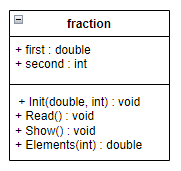 fraction
+ first : double
+ second : int
+ Init(double, int) : void
+ Read() : void
+ Show() : void
+ Elements(int) : double